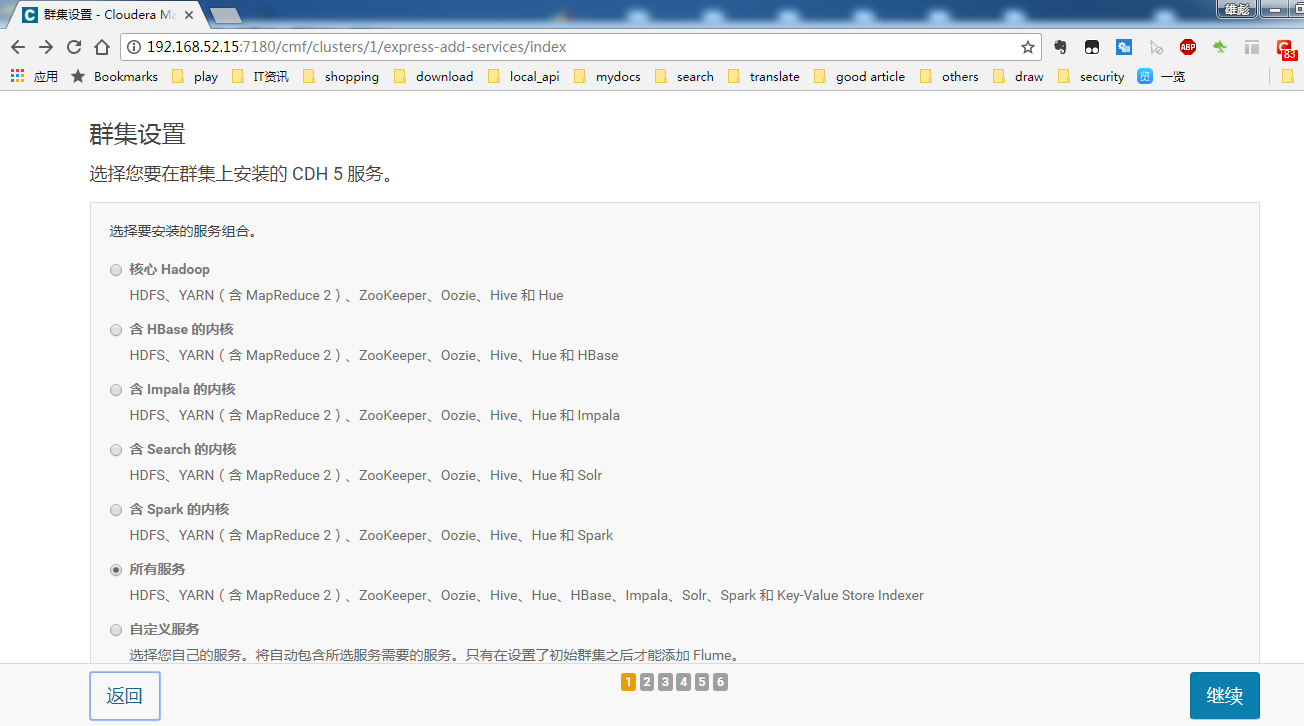 群集设置 - Cloudera Ma
雄彪
192.168.52.15:7180/cmf/clusters/1/express-add-services/index
ABP
83
应用 Bookmarks play IT资讯 shopping download local_api mydocs search translate good article others draw security 览 一览
群集设置
选择您要在群集上安装的 CDH 5 服务。
选择要安装的服务组合。
核心 Hadoop
HDFS、YARN（含 MapReduce 2）、ZooKeeper、Oozie、Hive 和 Hue
含 HBase 的内核
HDFS、YARN（含 MapReduce 2）、ZooKeeper、Oozie、Hive、Hue 和 HBase
含 Impala 的内核
HDFS、YARN（含 MapReduce 2）、ZooKeeper、Oozie、Hive、Hue 和 Impala
含 Search 的内核
HDFS、YARN（含 MapReduce 2）、ZooKeeper、Oozie、Hive、Hue 和 Solr
含 Spark 的内核
HDFS、YARN（含 MapReduce 2）、ZooKeeper、Oozie、Hive、Hue 和 Spark
所有服务
HDFS、YARN（含 MapReduce 2）、ZooKeeper、Oozie、Hive、Hue、HBase、Impala、Solr、Spark 和 Key-Value Store Indexer
自定义服务
选择您自己的服务。将自动包含所选服务需要的服务。只有在设置了初始群集之后才能添加 Flume。
返回
1 2 3 4 5 6
继续